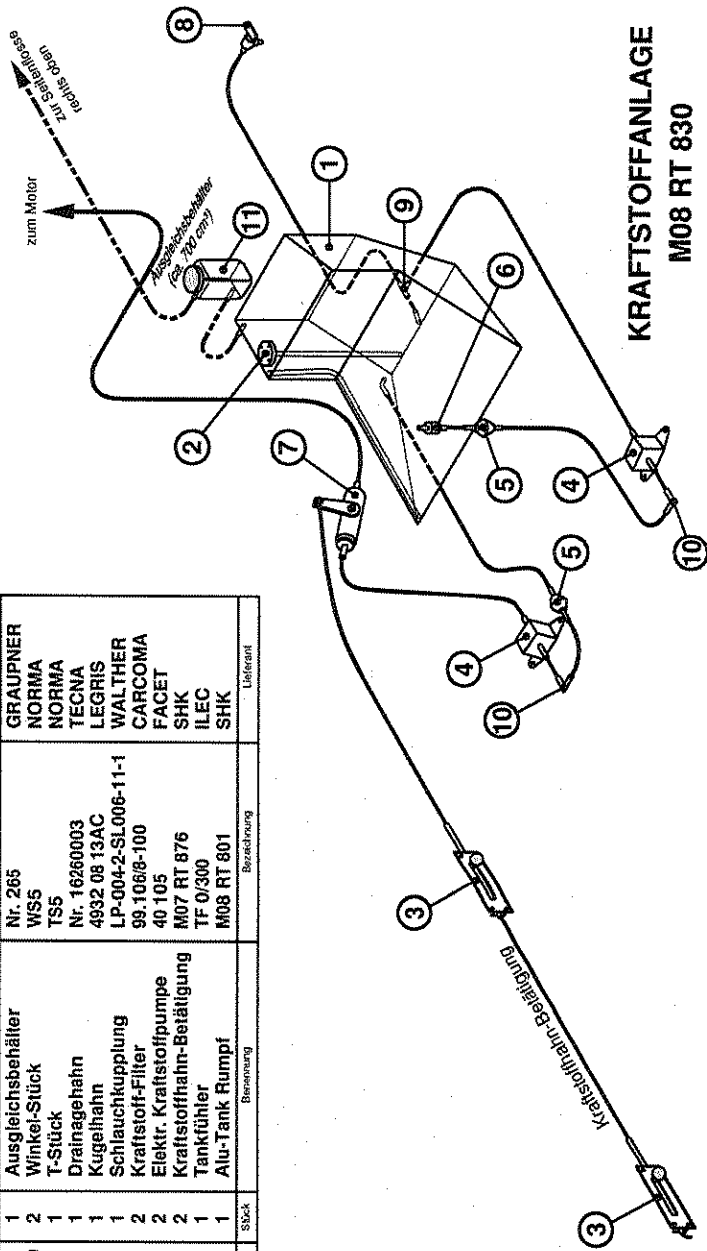 1 Ausgleichsbehälter Nr. 265 GRAUPNER
2 Winkel-Stück WS5 NORMA
1 T-Stück TS5 NORMA
1 Drainagehahn Nr. 16260003 TECNA
1 Kugelhahn 4932 08 13AC LEGRIS
1 Schlauchkupplung LP-004-2-SL006-11-1 WALTHER
2 Kraftstoff-Filter 99.106/8-100 CARCOMA
2 Elektr. Kraftstoffpumpe 40 105 FACET
2 Kraftstoffhahn-Betätigung M07 RT 876 SHK
1 Tankfühler TF 0/300 ILEC
1 Alu-Tank Rumpf M08 RT 801 SHK
Stück Benennung Bezeichnung Lieferant
zur Seitenflosse
rechts oben
zum Motor
Ausgleichsbehälter
(ca. 700 cm³)
8
11
1
2
9
7
6
5
4
10
5
4
10
3
Kraftstoffhahn-Betätigung
3
KRAFTSTOFFANLAGE
M08 RT 830